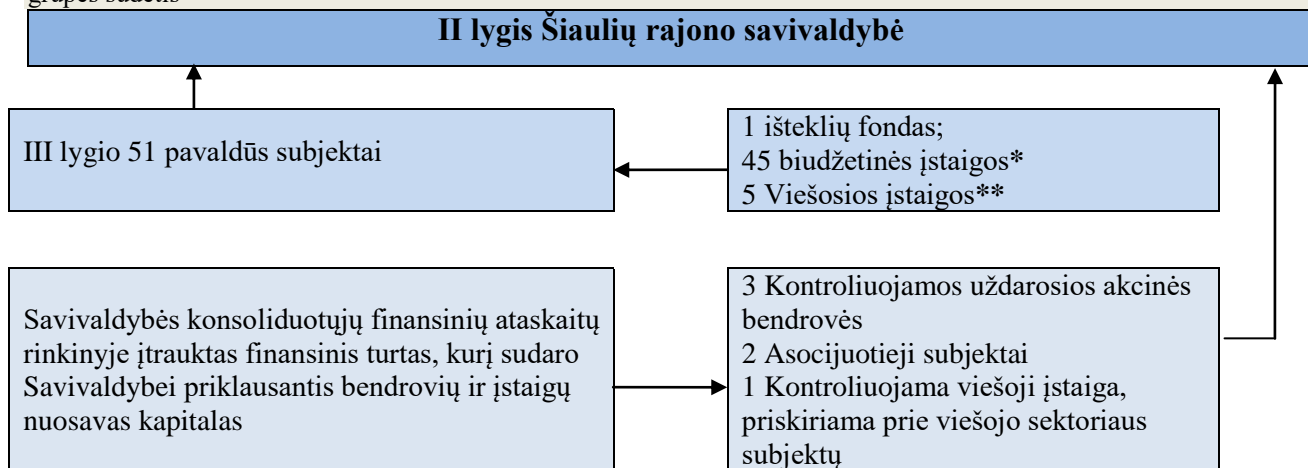 grupės sudėtis
II lygis Šiaulių rajono savivaldybė
III lygio 51 pavaldūs subjektai
1 išteklių fondas;
45 biudžetinės įstaigos*
5 Viešosios įstaigos**
Savivaldybės konsoliduotųjų finansinių ataskaitų
rinkinyje įtrauktas finansinis turtas, kurį sudaro
Savivaldybei priklausantis bendrovių ir įstaigų
nuosavas kapitalas
3 Kontroliuojamos uždarosios akcinės
bendrovės
2 Asocijuotieji subjektai
1 Kontroliuojama viešoji įstaiga,
priskiriama prie viešojo sektoriaus
subjektų